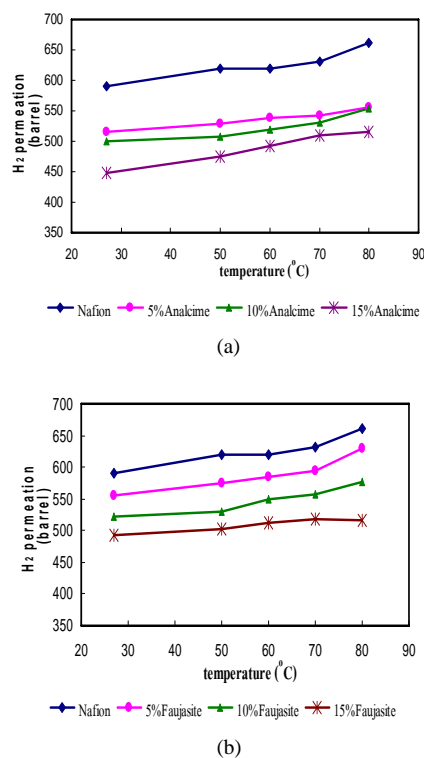 700
650
600
550
500
450
400
350
H2 permeation
(barrel)
20 30 40 50 60 70 80 90
temperature (°C)
Nafion 5%Analcime 10%Analcime 15%Analcime
(a)
700
650
600
550
500
450
400
350
H2 permeation
(barrel)
20 30 40 50 60 70 80 90
temperature (°C)
Nafion 5%Faujasite 10%Faujasite 15%Faujasite
(b)